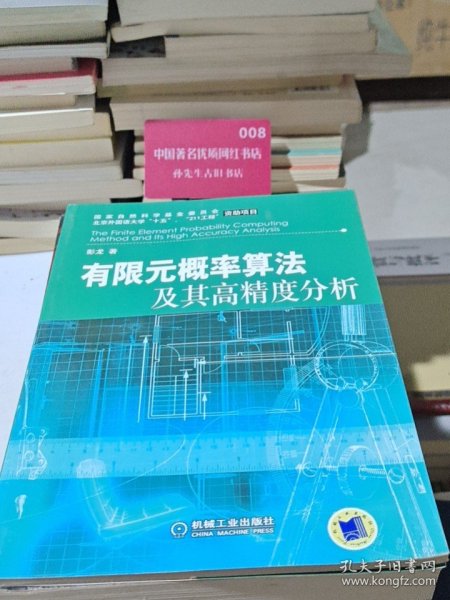 008
中国著名优质网红书店
孙先生古旧书店
国家自然科学基金委员会
北京外国语大学"十五"、"211工程"
资助项目
The Finite Element Probability Computing
Method and Its High Accuracy Analysis
彭龙 著
有限元概率算法
及其高精度分析
机械工业出版社
CHINA MACHINE PRESS
孔夫子旧书网
www.kongfz.com